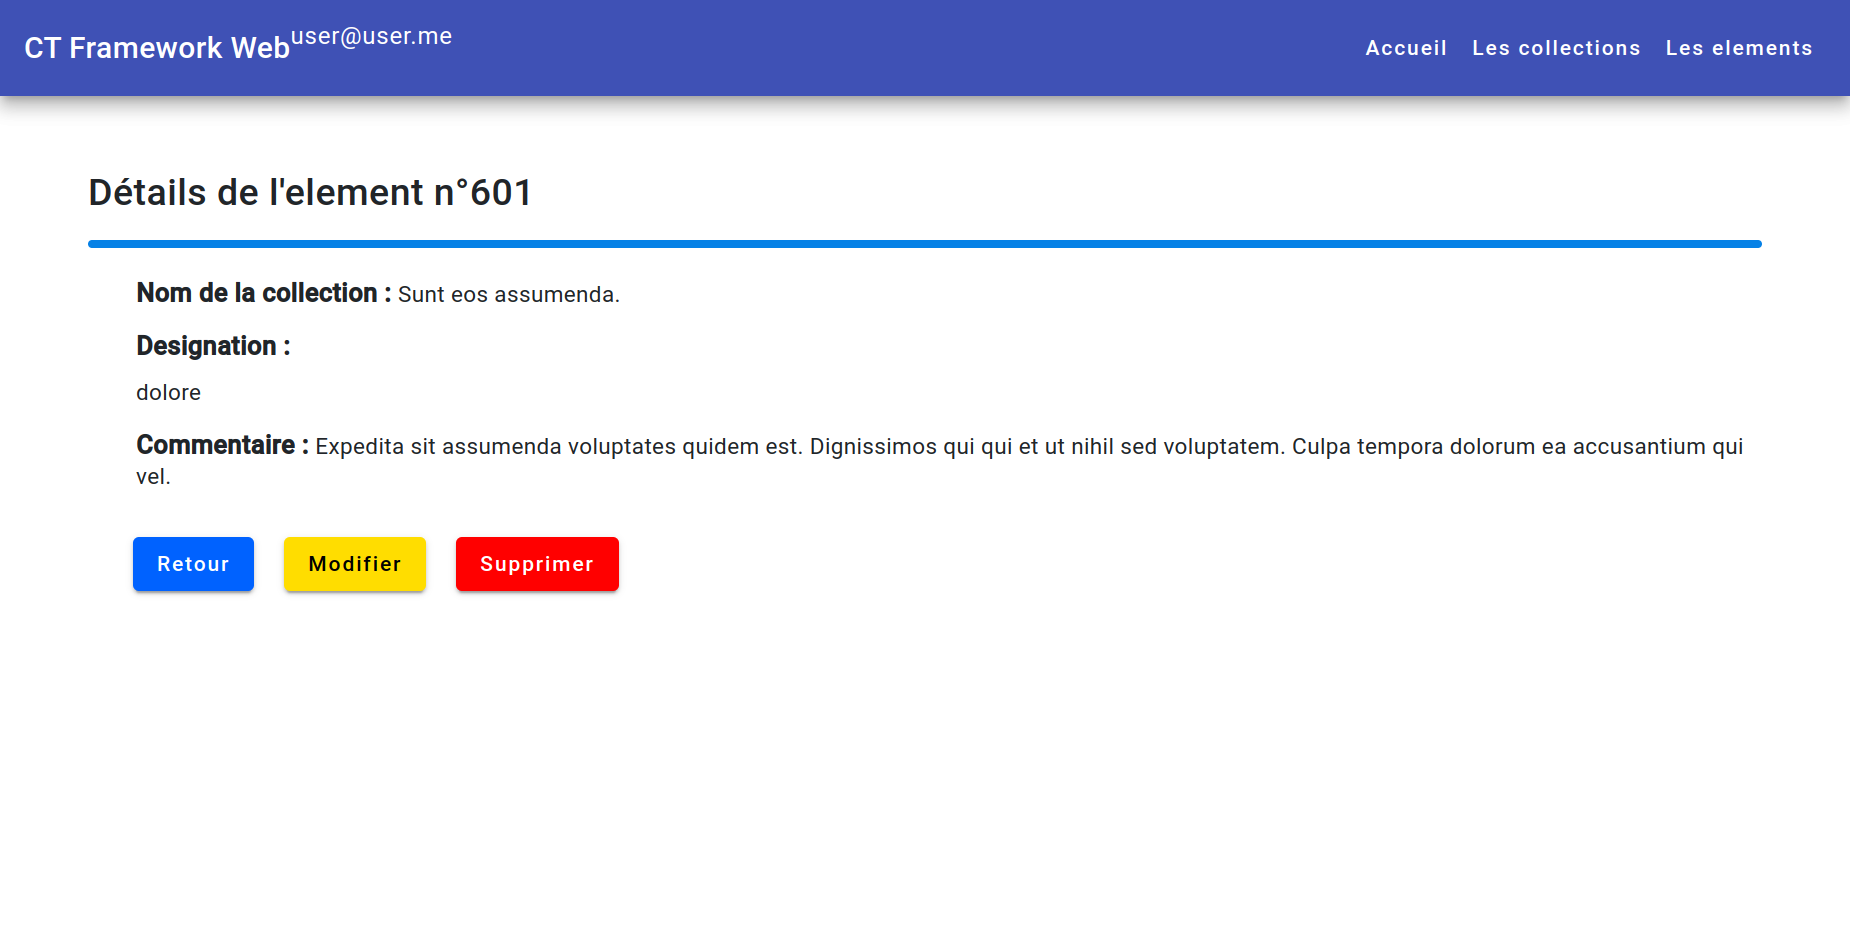 CT Framework Web user@user.me Accueil Les collections Les elements
Détails de l'element n°601
Nom de la collection : Sunt eos assumenda.
Designation :
dolore
Commentaire : Expedita sit assumenda voluptates quidem est. Dignissimos qui qui et ut nihil sed voluptatem. Culpa tempora dolorum ea accusantium qui
vel.
Retour Modifier Supprimer